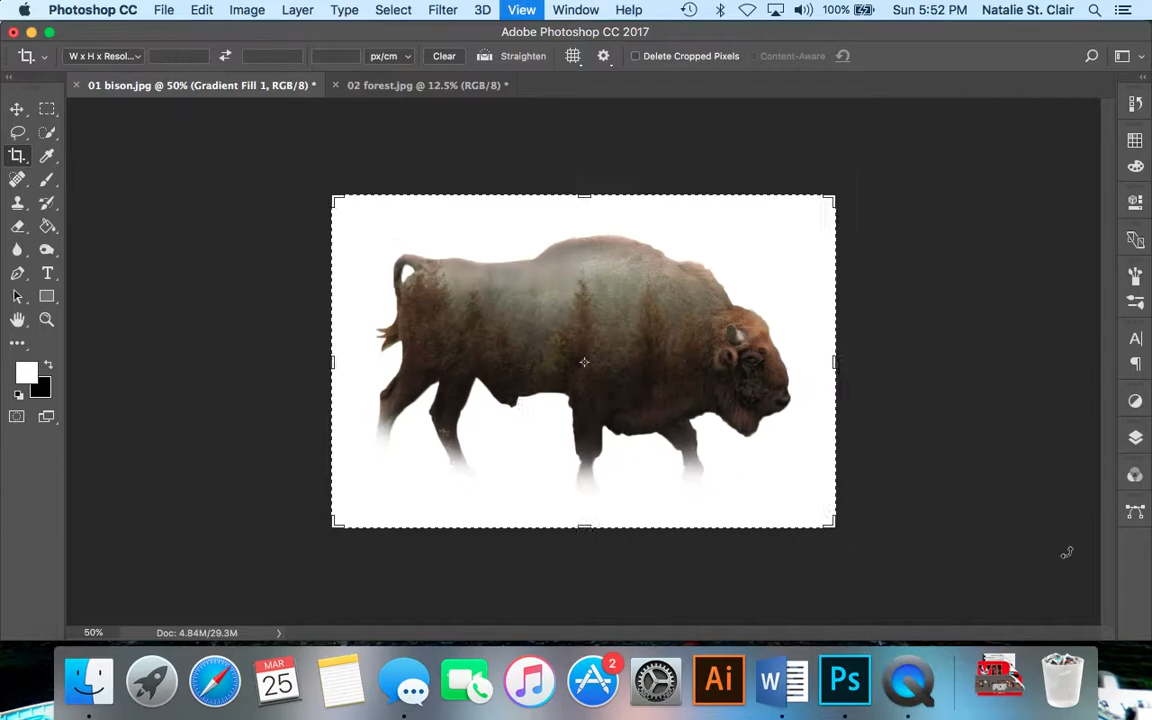 Photoshop CC File Edit Image Layer Type Select Filter 3D View Window Help 100% Sun 5:52 PM Natalie St. Clair
Adobe Photoshop CC 2017
W x H x Resol... px/cm Clear Straighten Delete Cropped Pixels Content-Aware
01 bison.jpg @ 50% (Gradient Fill 1, RGB/8) * 02 forest.jpg @ 12.5% (RGB/8) *
50% Doc: 4.84M/29.3M
MAR
25
2
Ai
W
Ps